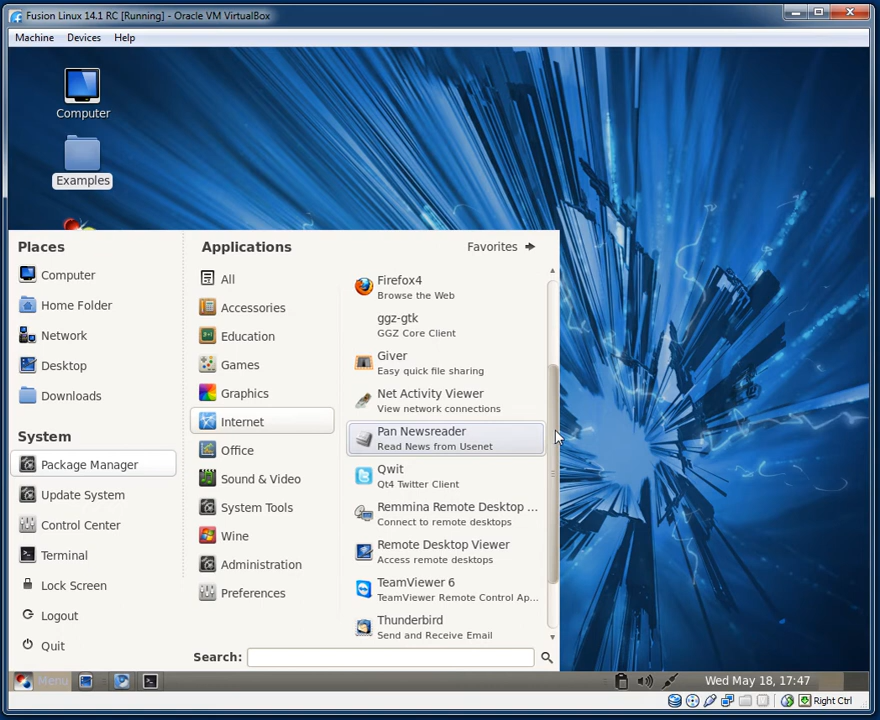 Fusion Linux 14.1 RC [Running] - Oracle VM VirtualBox
Machine Devices Help
Computer
Examples
Places
Computer
Home Folder
Network
Desktop
Downloads
System
Package Manager
Update System
Control Center
Terminal
Lock Screen
Logout
Quit
Applications
Favorites
All
Accessories
Education
Games
Graphics
Internet
Office
Sound & Video
System Tools
Wine
Administration
Preferences
Firefox4
Browse the Web
ggz-gtk
GGZ Core Client
Giver
Easy quick file sharing
Net Activity Viewer
View network connections
Pan Newsreader
Read News from Usenet
Qwit
Qt4 Twitter Client
Remmina Remote Desktop ...
Connect to remote desktops
Remote Desktop Viewer
Access remote desktops
TeamViewer 6
TeamViewer Remote Control Ap...
Thunderbird
Send and Receive Email
Search:
Menu
Wed May 18, 17:47
Right Ctrl